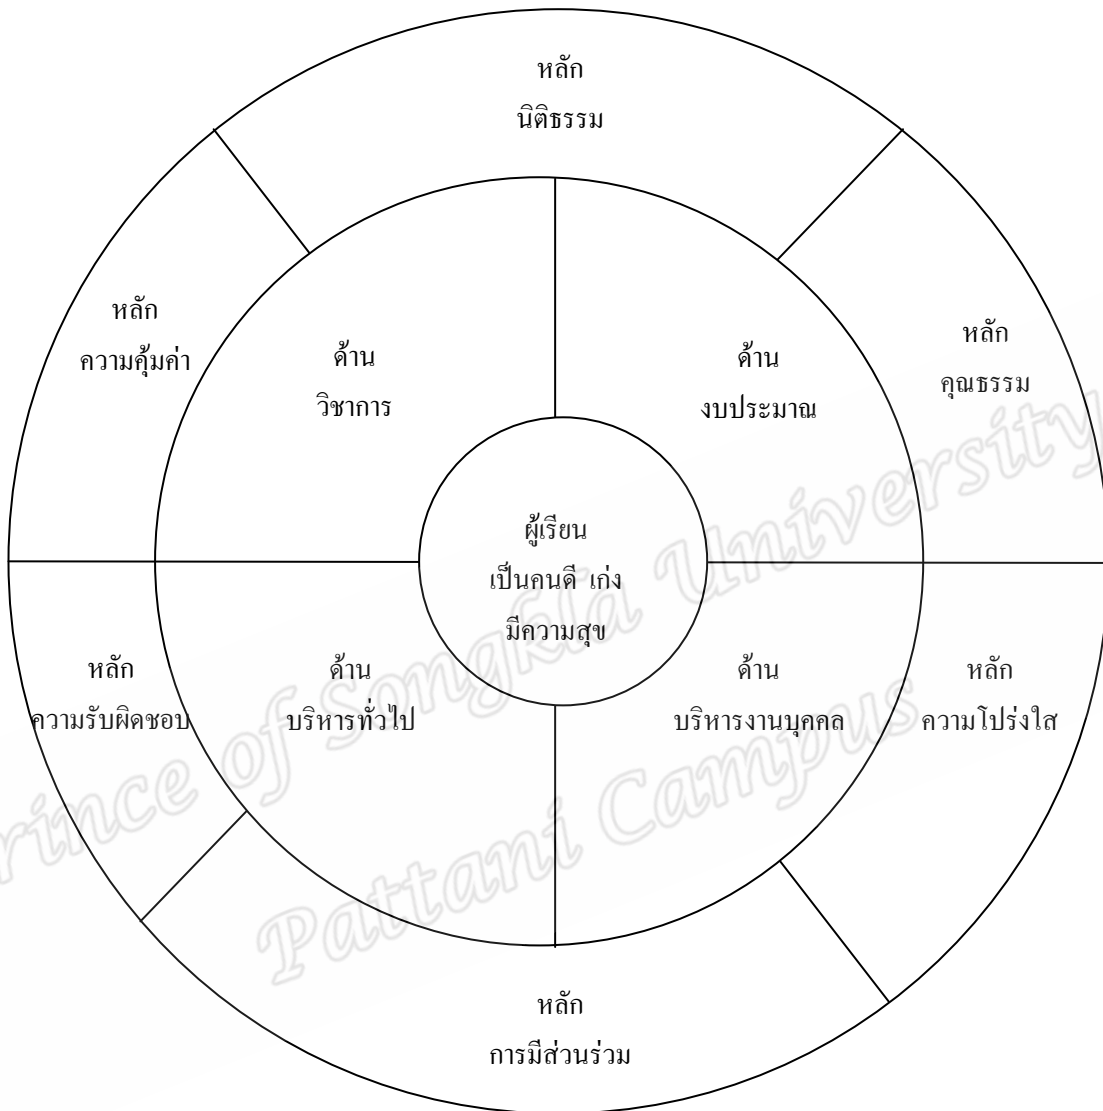 หลัก
นิติธรรม
หลัก
ความคุ้มค่า
หลัก
คุณธรรม
ด้าน
วิชาการ
ด้าน
งบประมาณ
ผู้เรียน
เป็นคนดี เก่ง
มีความสุข
หลัก
ความรับผิดชอบ
ด้าน
บริหารทั่วไป
ด้าน
บริหารงานบุคคล
หลัก
ความโปร่งใส
หลัก
การมีส่วนร่วม
Prince of Songkla University
Pattani Campus